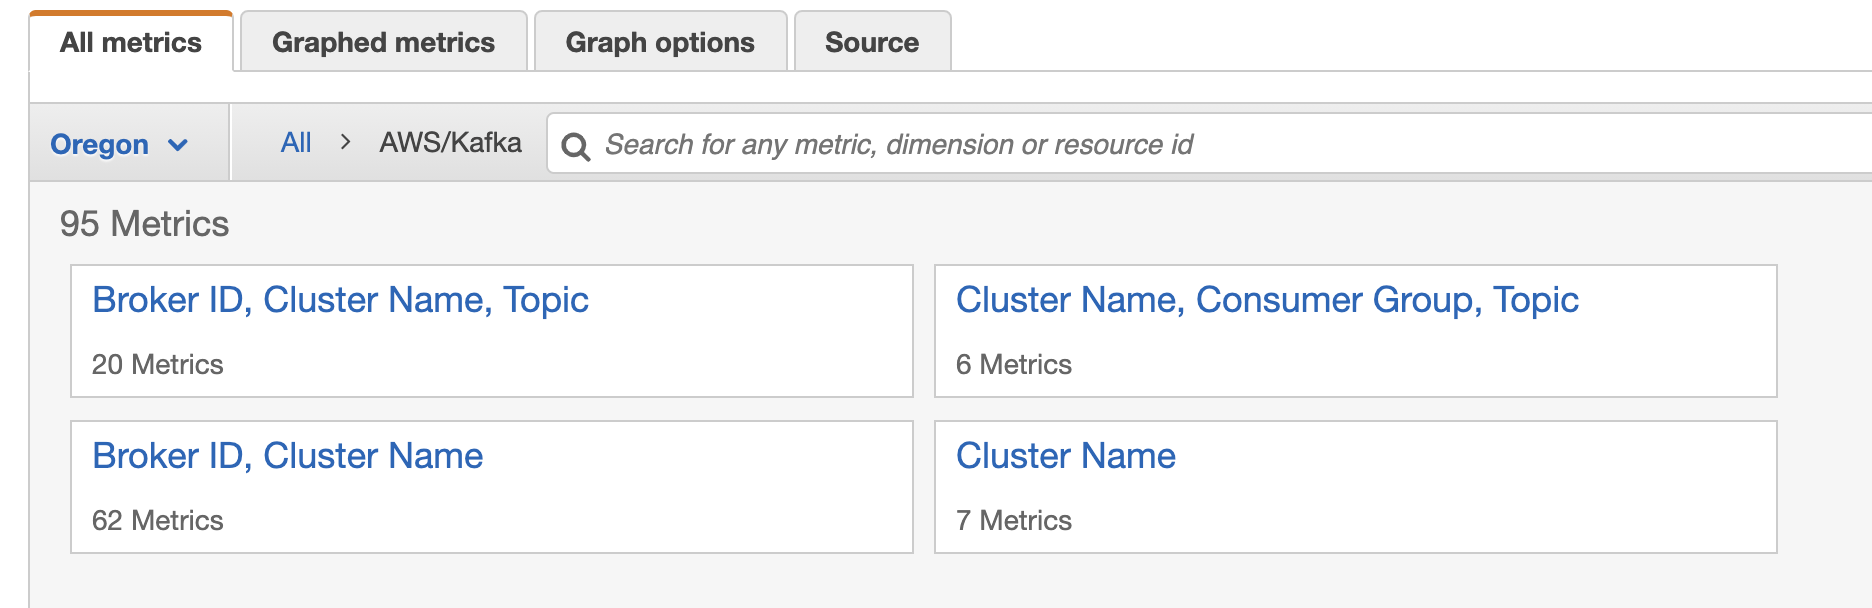 All metrics Graphed metrics Graph options Source
Oregon All > AWS/Kafka Search for any metric, dimension or resource id
95 Metrics
Broker ID, Cluster Name, Topic
20 Metrics
Cluster Name, Consumer Group, Topic
6 Metrics
Broker ID, Cluster Name
62 Metrics
Cluster Name
7 Metrics